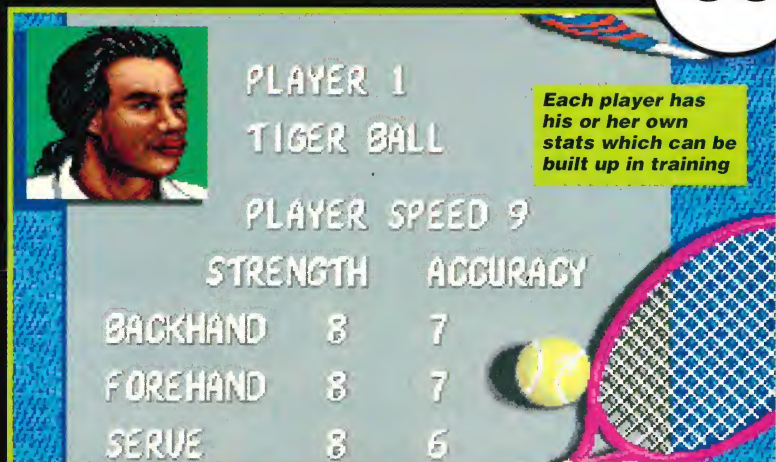 PLAYER 1
TIGER BALL
Each player has
his or her own
stats which can be
built up in training
PLAYER SPEED 9
STRENGTH ACCURACY
BACKHAND 8 7
FOREHAND 8 7
SERVE 8 6